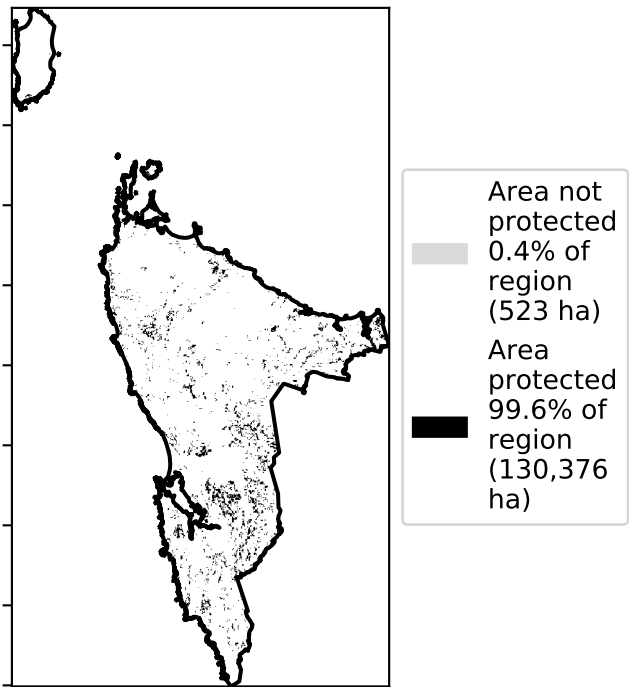 Area not
protected
0.4% of
region
(523 ha)
Area
protected
99.6% of
region
(130,376
ha)